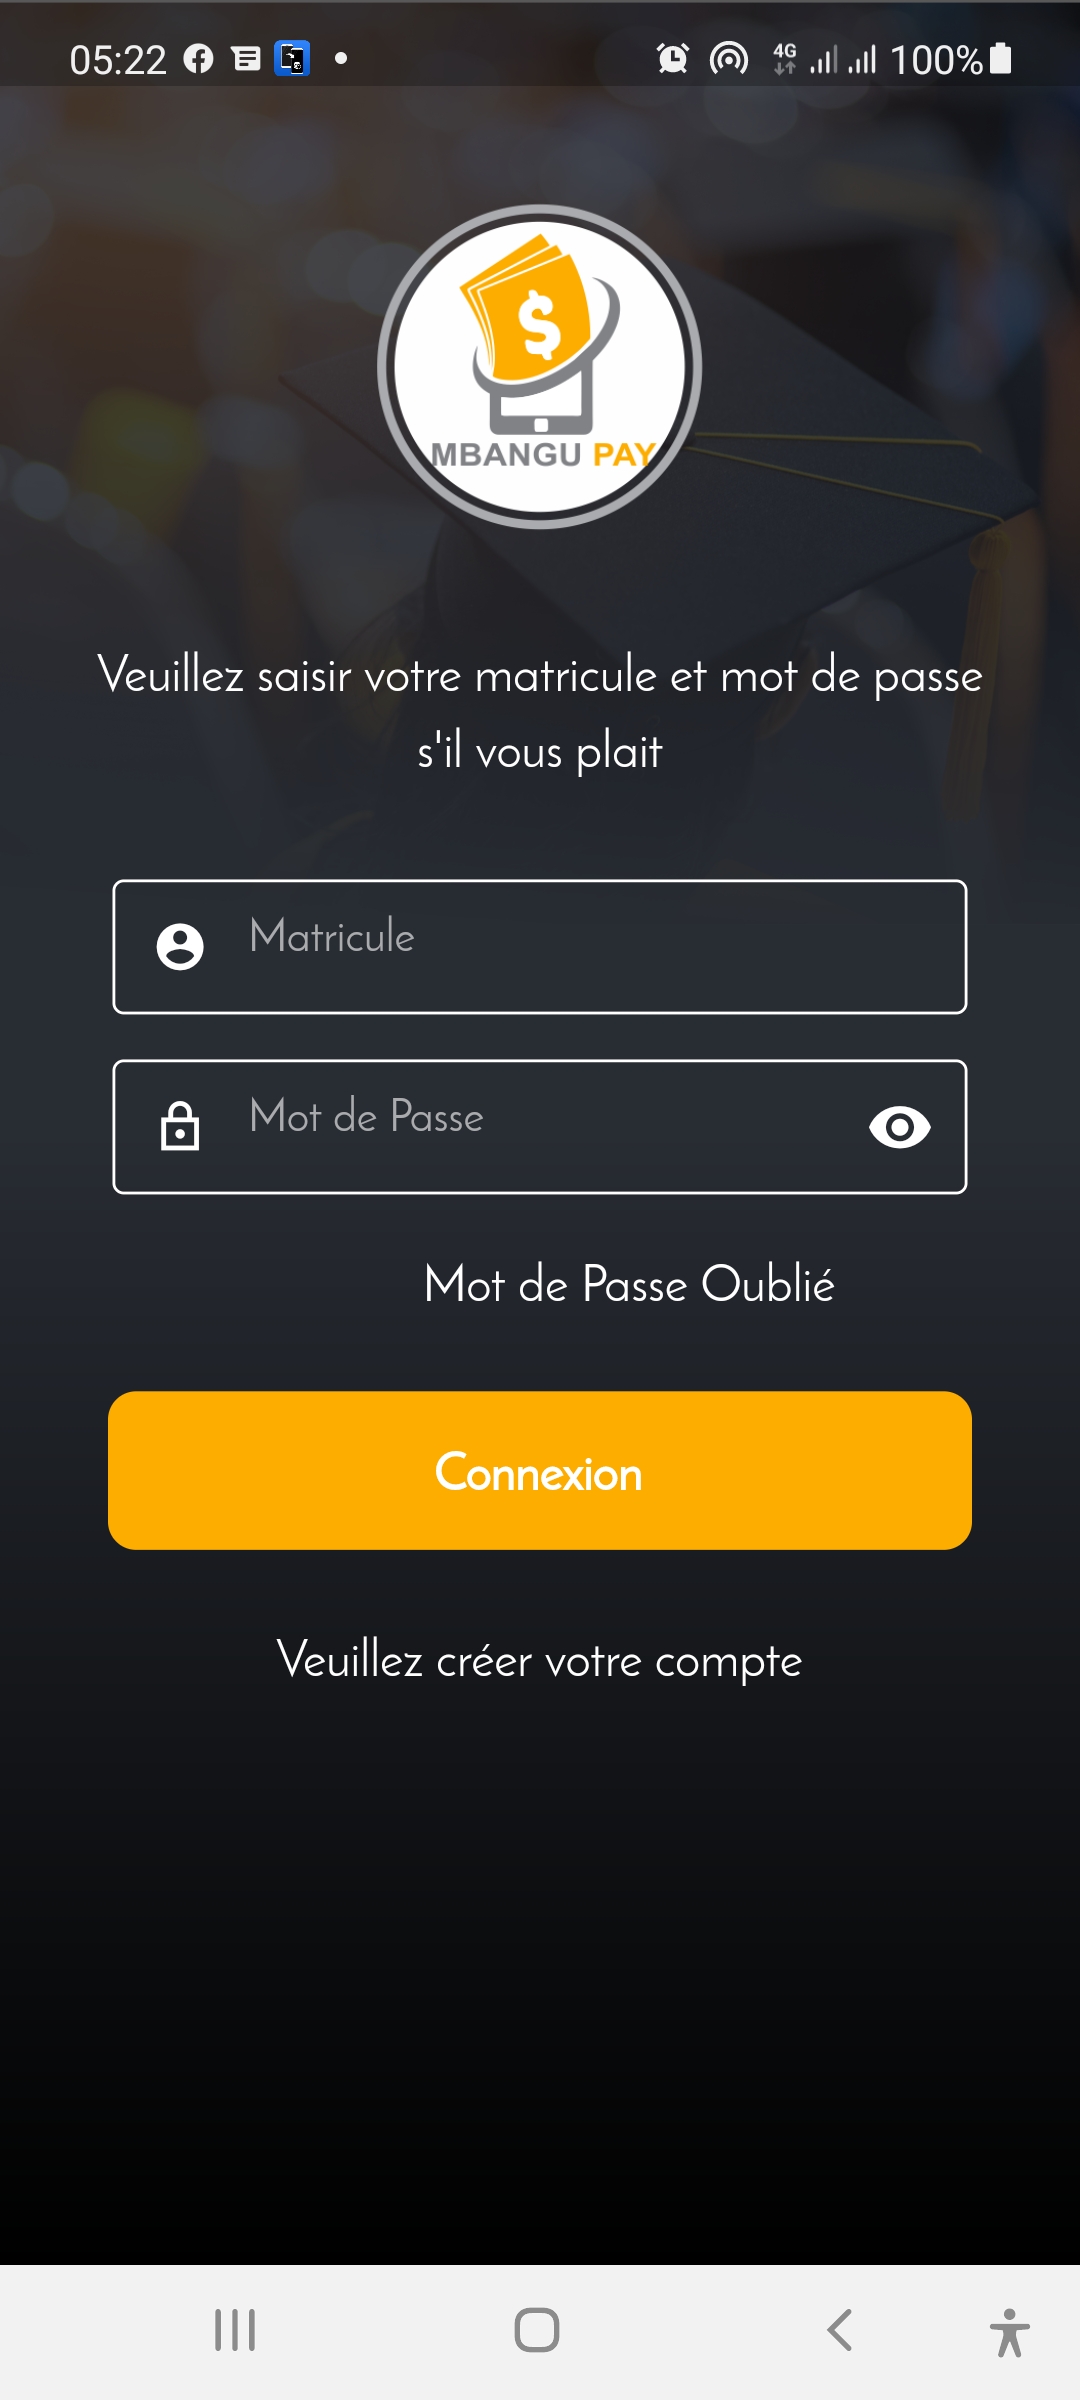 05:22
4G
100%
$
MBANGU PAY
Veuillez saisir votre matricule et mot de passe
s'il vous plait
Matricule
Mot de Passe
Mot de Passe Oublié
Connexion
Veuillez créer votre compte